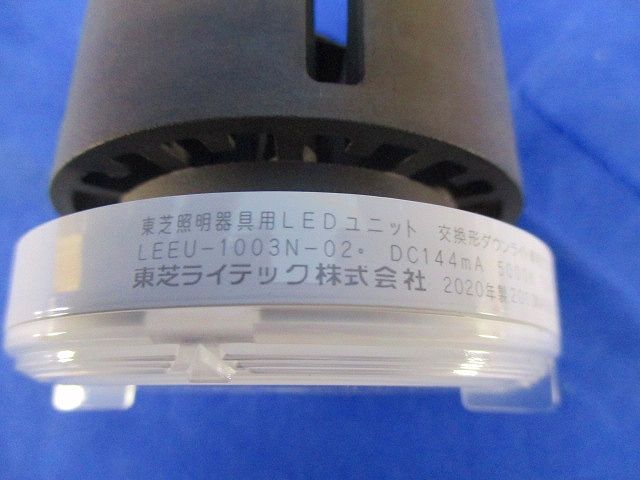 東芝照明器具用LEDユニット 交換形ダウンライト
LEEU-1003N-02 DC144mA 5000K
東芝ライテック株式会社 2020年製